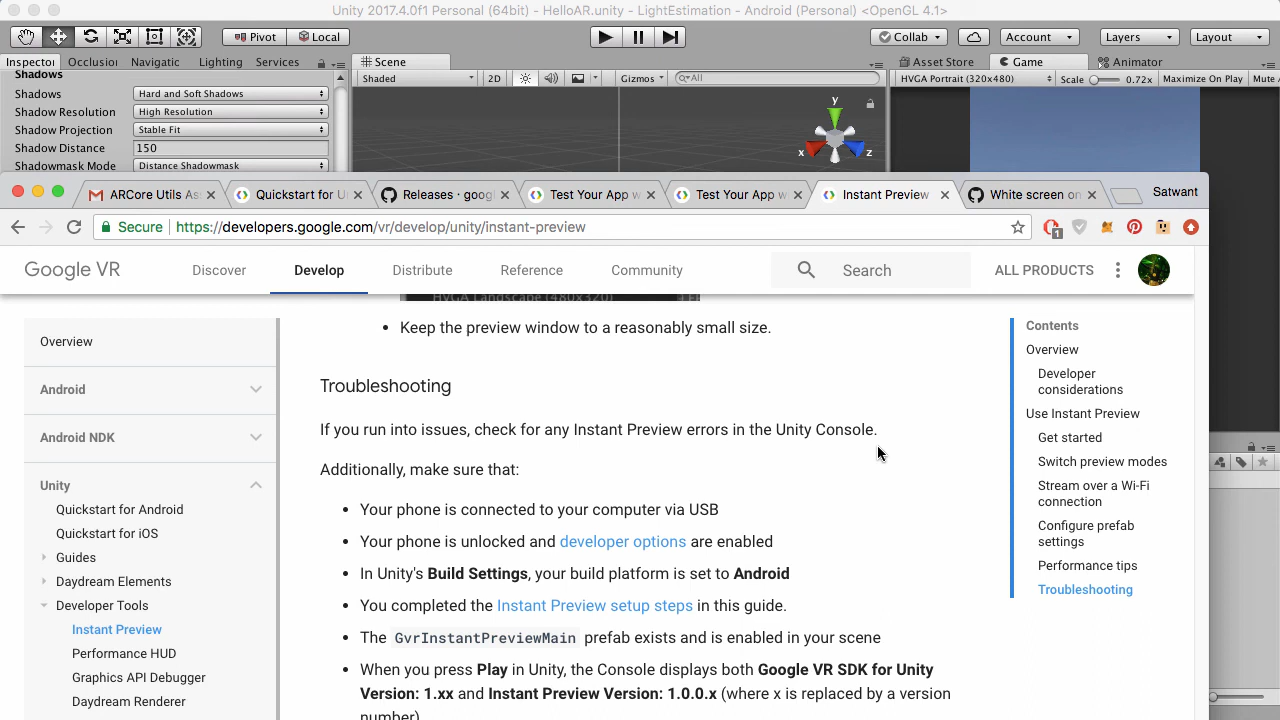 Unity 2017.4.0f1 Personal (64bit) - HelloAR.unity - LightEstimation - Android (Personal) <OpenGL 4.1>
Pivot Local Collab Account Layers Layout
Inspector Occlusion Navigatic Lighting Services Scene Asset Store Game Animator
Shadows
Shaded 2D Gizmos All HVGA Portrait (320x480) Scale 0.72x Maximize On Play Mute
Shadows Hard and Soft Shadows
Shadow Resolution High Resolution
Shadow Projection Stable Fit
Shadow Distance 150
Shadowmask Mode Distance Shadowmask
y
x z
ARCore Utils As Quickstart for U Releases · goog Test Your App w Test Your App w Instant Preview White screen on Satwant
Secure https://developers.google.com/vr/develop/unity/instant-preview 1
Google VR Discover Develop Distribute Reference Community Search ALL PRODUCTS
HVGA Landscape (480x320)
Overview
Android
Android NDK
Unity
Quickstart for Android
Quickstart for iOS
Guides
Daydream Elements
Developer Tools
Instant Preview
Performance HUD
Graphics API Debugger
Daydream Renderer
• Keep the preview window to a reasonably small size.
Troubleshooting
If you run into issues, check for any Instant Preview errors in the Unity Console.
Additionally, make sure that:
• Your phone is connected to your computer via USB
• Your phone is unlocked and developer options are enabled
• In Unity's Build Settings, your build platform is set to Android
• You completed the Instant Preview setup steps in this guide.
• The GvrInstantPreviewMain prefab exists and is enabled in your scene
• When you press Play in Unity, the Console displays both Google VR SDK for Unity
Version: 1.xx and Instant Preview Version: 1.0.0.x (where x is replaced by a version
number)
Contents
Overview
Developer
considerations
Use Instant Preview
Get started
Switch preview modes
Stream over a Wi-Fi
connection
Configure prefab
settings
Performance tips
Troubleshooting